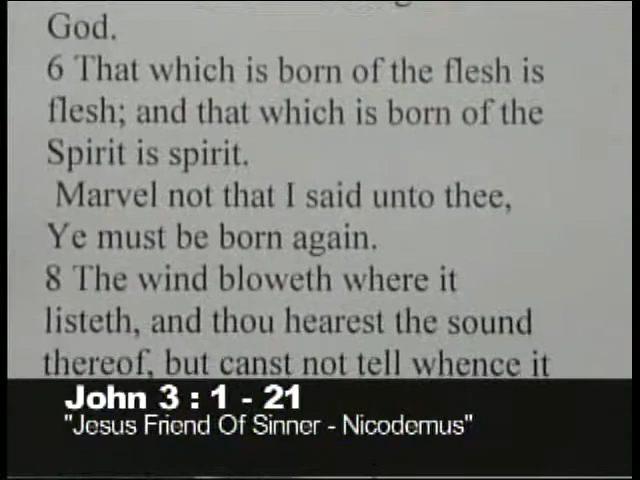 God.
6 That which is born of the flesh is
flesh; and that which is born of the
Spirit is spirit.
Marvel not that I said unto thee,
Ye must be born again.
8 The wind bloweth where it
listeth, and thou hearest the sound
thereof, but canst not tell whence it
John 3 : 1 - 21
"Jesus Friend Of Sinner - Nicodemus"